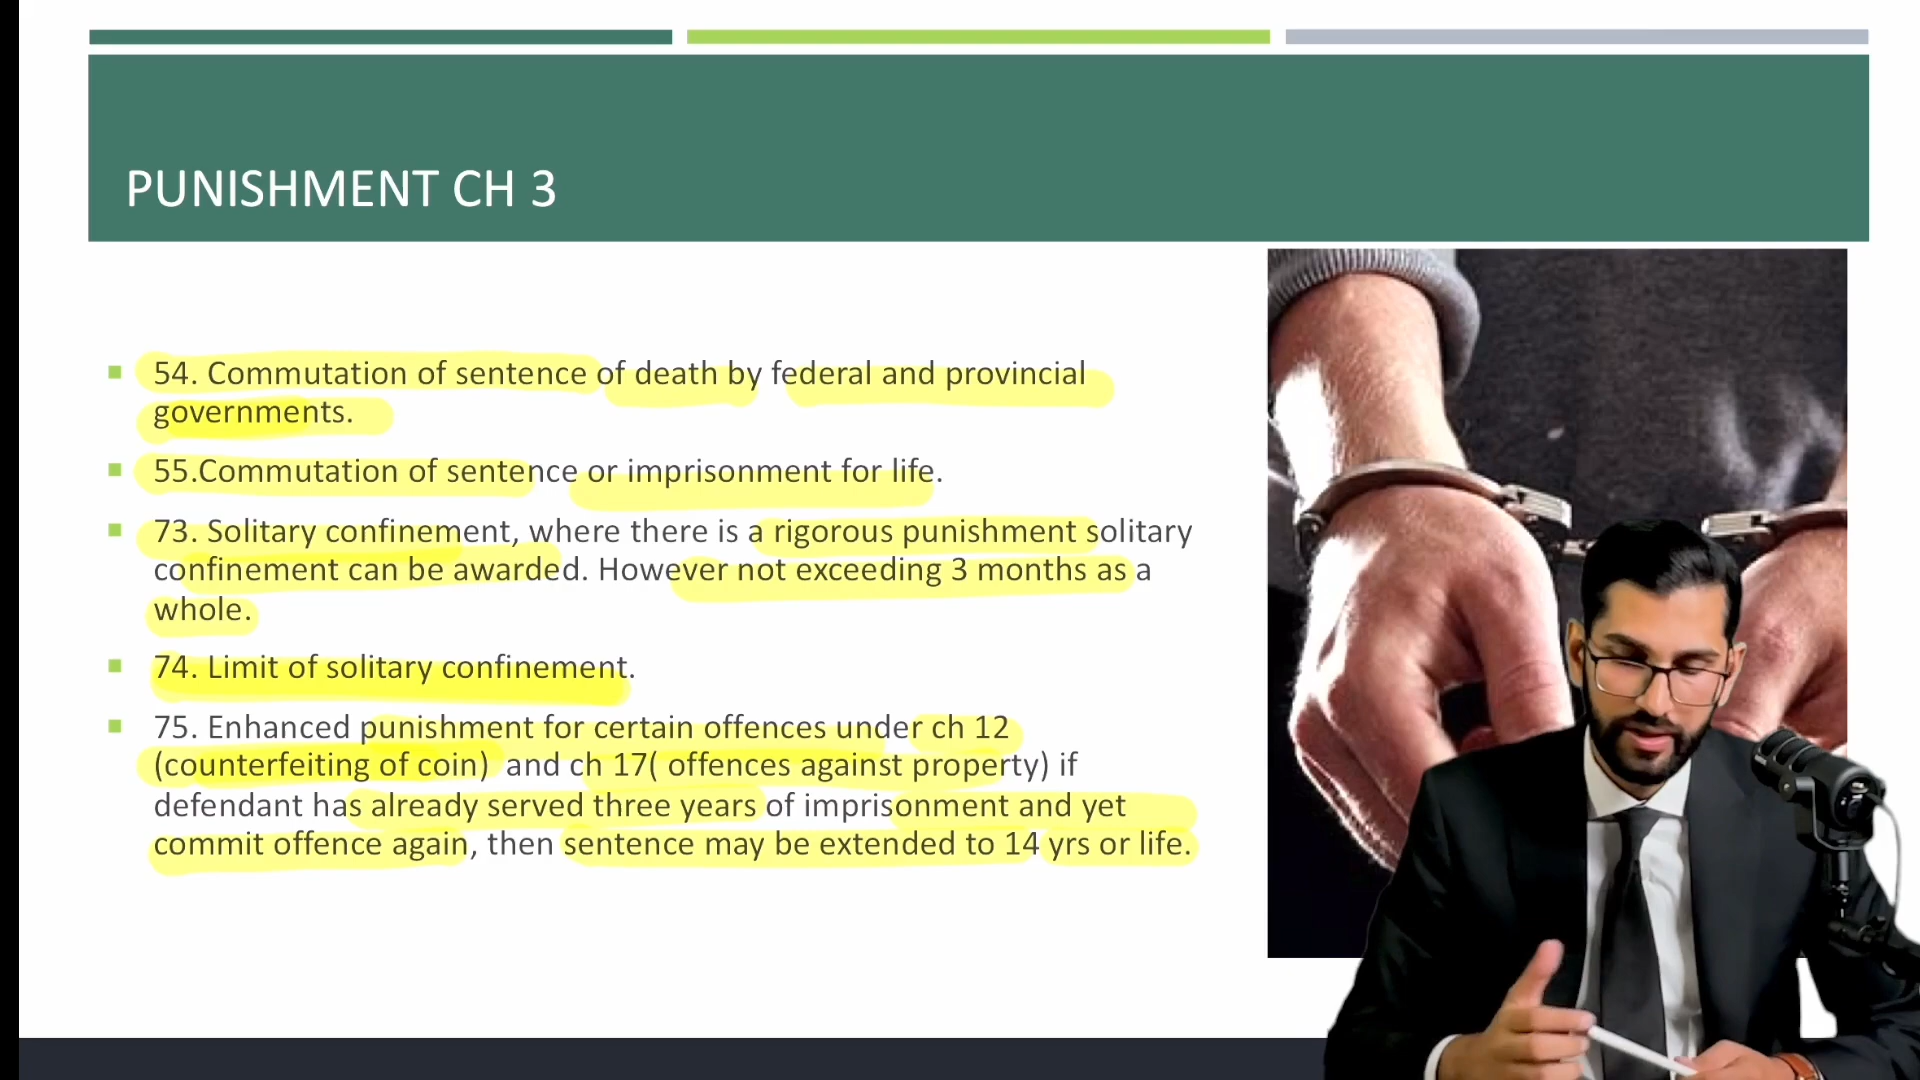 PUNISHMENT CH 3
54. Commutation of sentence of death by federal and provincial
governments.
55.Commutation of sentence or imprisonment for life.
73. Solitary confinement, where there is a rigorous punishment solitary
confinement can be awarded. However not exceeding 3 months as a
whole.
74. Limit of solitary confinement.
75. Enhanced punishment for certain offences under ch 12
(counterfeiting of coin)  and ch 17( offences against property) if
defendant has already served three years of imprisonment and yet
commit offence again, then sentence may be extended to 14 yrs or life.